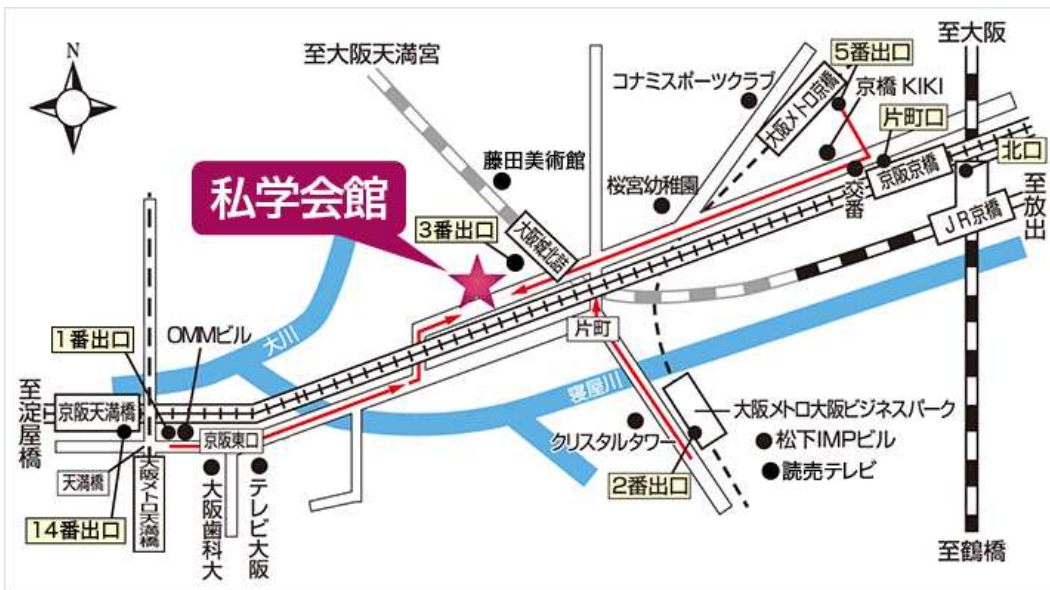 N
至大阪天満宮
コナミスポーツクラブ
5番出口
至大阪
大阪メトロ京橋
京橋 KIKI
片町口
藤田美術館
私学会館
桜宮幼稚園
交番
京阪京橋
北口
至放出
JR京橋
3番出口
大阪城北詰
大川
片町
1番出口
OMMビル
寝屋川
至淀屋橋
京阪天満橋
京阪東口
天満橋
大阪メトロ天満橋
14番出口
大阪歯科大
テレビ大阪
クリスタルタワー
2番出口
大阪メトロ大阪ビジネスパーク
松下IMPビル
読売テレビ
至鶴橋